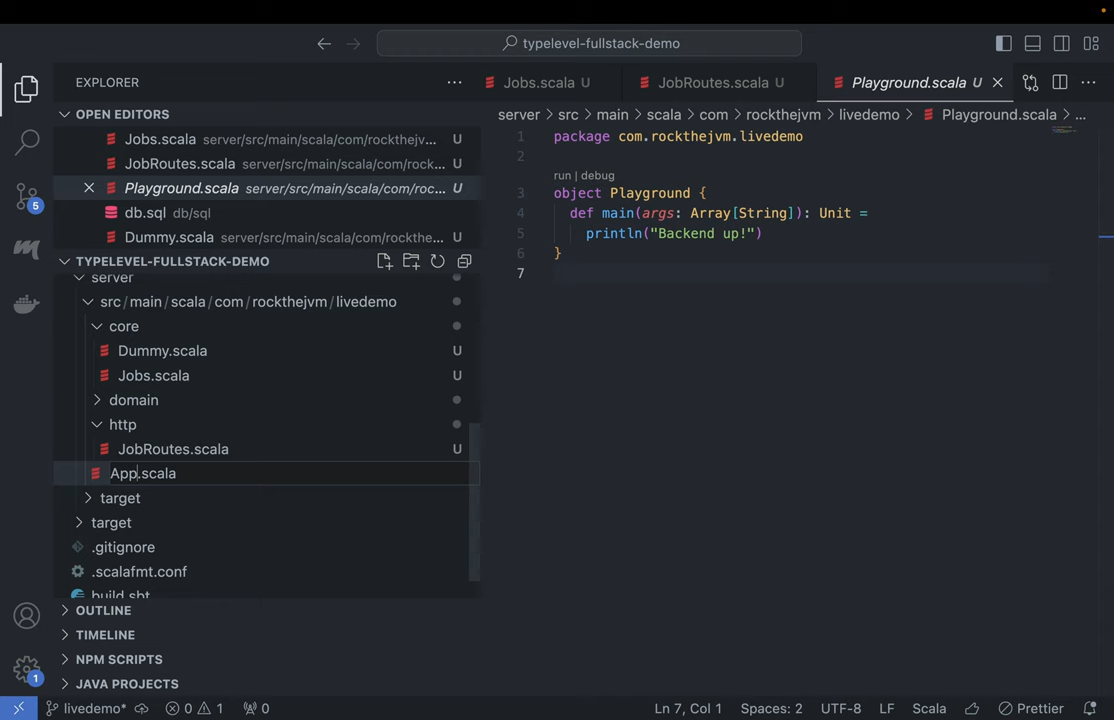 typelevel-fullstack-demo
EXPLORER
Jobs.scala U
JobRoutes.scala U
Playground.scala U
OPEN EDITORS
server > src > main > scala > com > rockthejvm > livedemo > Playground.scala > ...
Jobs.scala server/src/main/scala/com/rockthejv... U
JobRoutes.scala server/src/main/scala/com/rock... U
Playground.scala server/src/main/scala/com/roc... U
db.sql db/sql
Dummy.scala server/src/main/scala/com/rockthe... U
TYPELEVEL-FULLSTACK-DEMO
server
src / main / scala / com / rockthejvm / livedemo
core
Dummy.scala U
Jobs.scala U
domain
http
JobRoutes.scala U
App.scala
target
target
.gitignore
.scalafmt.conf
build.sbt
OUTLINE
TIMELINE
NPM SCRIPTS
JAVA PROJECTS
1 package com.rockthejvm.livedemo
2
run | debug
3 object Playground {
4 def main(args: Array[String]): Unit =
5 println("Backend up!")
6 }
7
5
1
livedemo* 0 1 0
Ln 7, Col 1 Spaces: 2 UTF-8 LF Scala Prettier